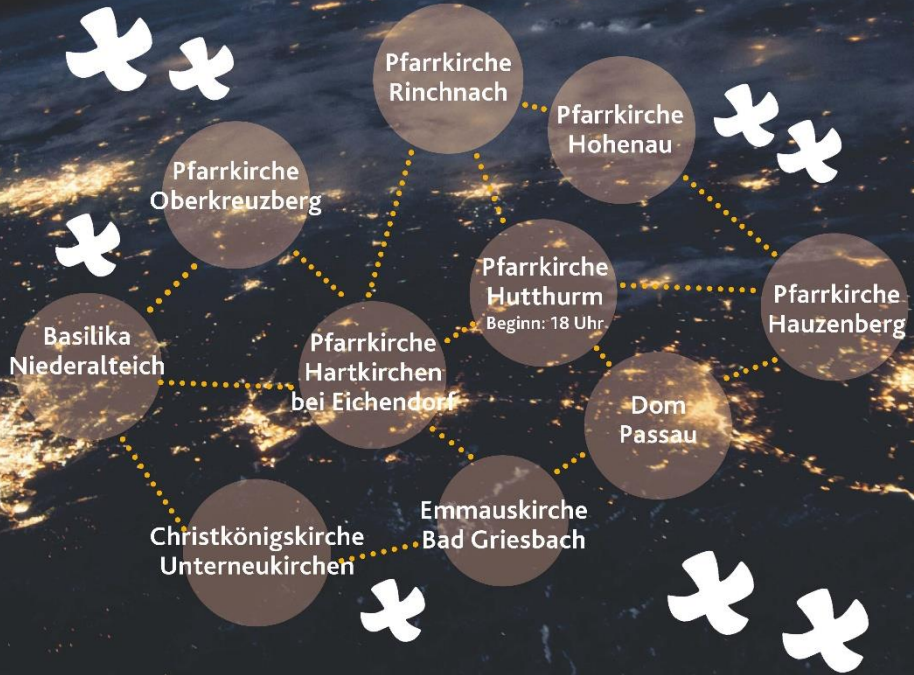 Pfarrkirche
Rinchnach
Pfarrkirche
Hohenau
Pfarrkirche
Oberkreuzberg
Pfarrkirche
Hutthurm
Beginn: 18 Uhr
Pfarrkirche
Hauzenberg
Basilika
Niederalteich
Pfarrkirche
Hartkirchen
bei Eichendorf
Dom
Passau
Emmauskirche
Bad Griesbach
Christkönigskirche
Unterneukirchen